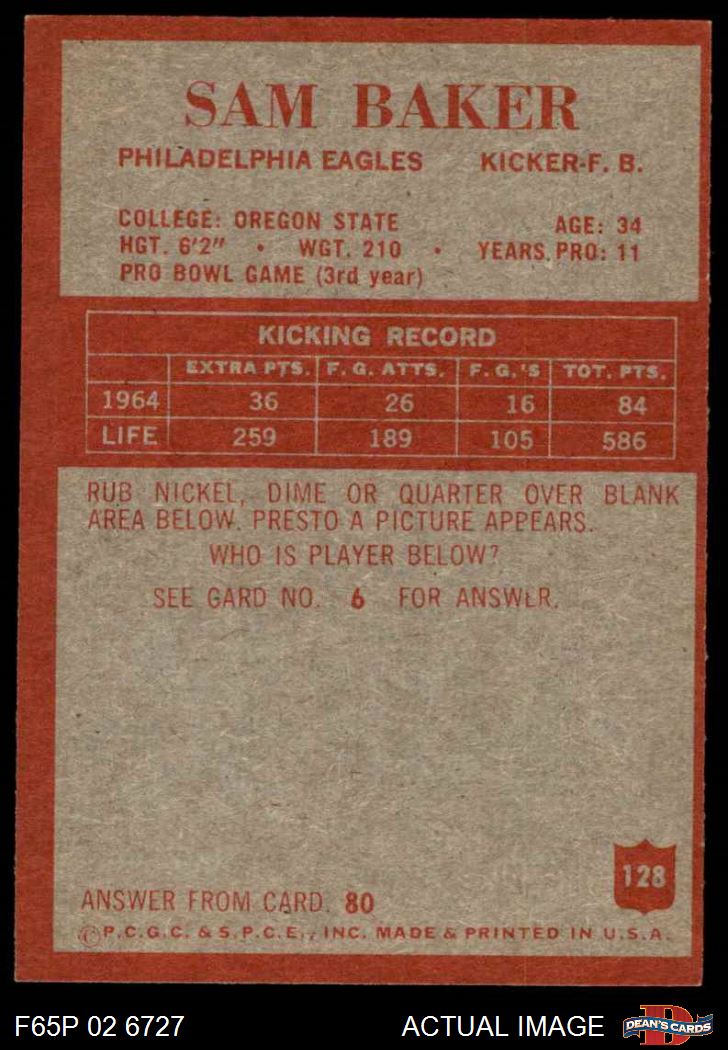 SAM BAKER
PHILADELPHIA EAGLES KICKER-F. B.
COLLEGE: OREGON STATE AGE: 34
HGT. 6'2" • WGT. 210 • YEARS PRO: 11
PRO BOWL GAME (3rd year)
KICKING RECORD
EXTRA PTS. F. G. ATTS. F. G.'S TOT. PTS.
1964 36 26 16 84
LIFE 259 189 105 586
RUB NICKEL, DIME OR QUARTER OVER BLANK
AREA BELOW. PRESTO A PICTURE APPEARS.
WHO IS PLAYER BELOW?
SEE CARD NO. 6 FOR ANSWER.
128
ANSWER FROM CARD. 80
©P.C.G.C. & S.P.C.E., INC. MADE & PRINTED IN U.S.A.
F65P 02 6727 ACTUAL IMAGE D DEAN'S CARDS